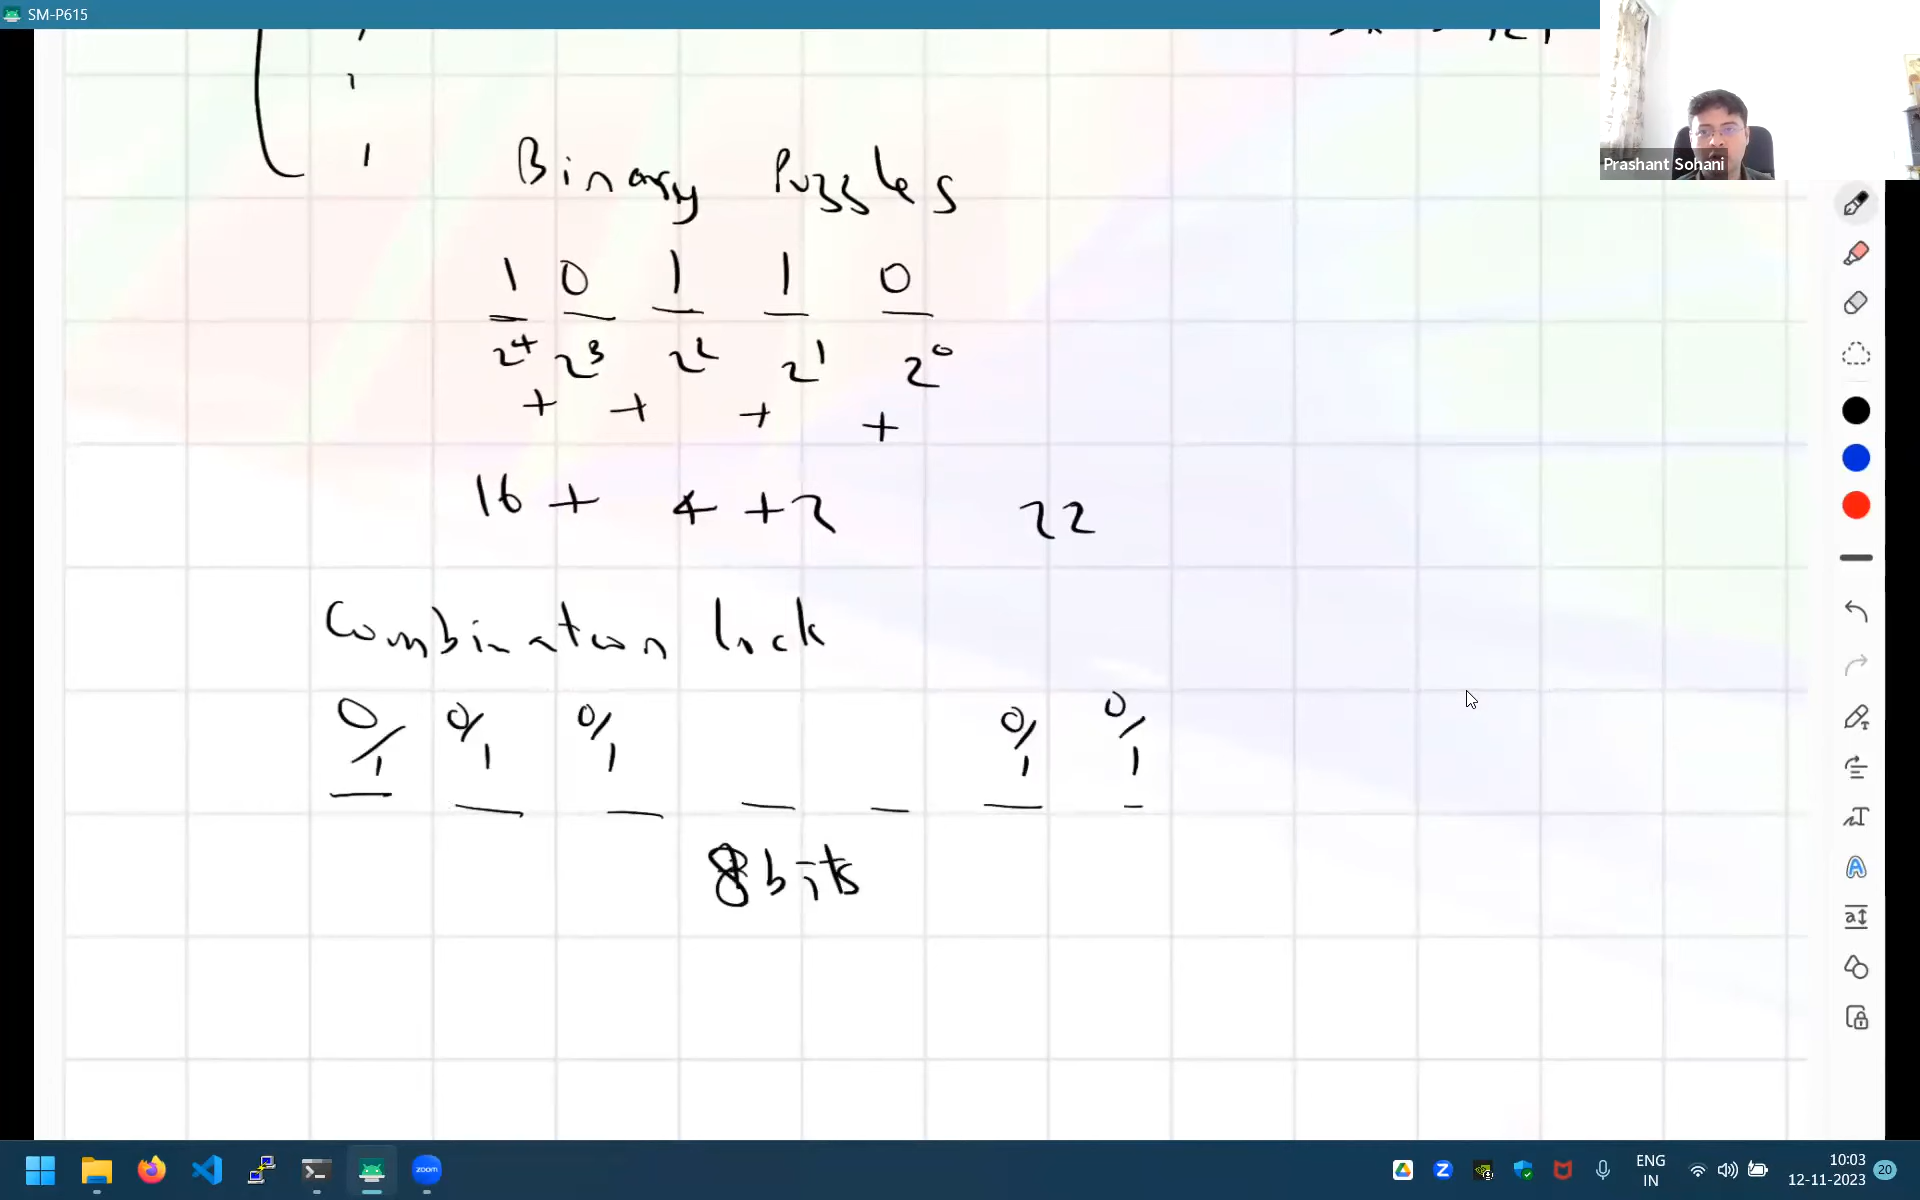 SM-P615
Prashant Sohani
Binary Puzzles
1 0 1 1 0
2⁴ 2³ 2² 2¹ 2⁰
+ + + +
16 + 4 + 2 22
Combination lock
0/1 0/1 0/1 0/1 0/1
8 bits
zoom
ENG
IN
10:03
12-11-2023
20